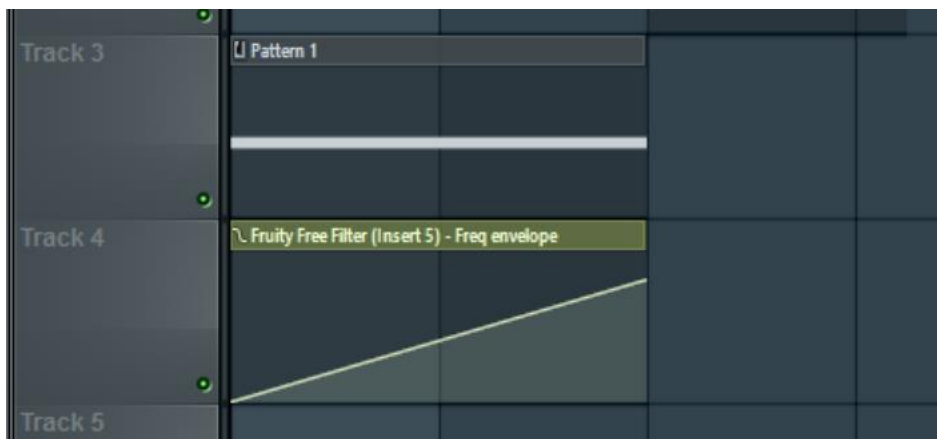 Track 3
Pattern 1
Track 4
Fruity Free Filter (Insert 5) - Freq envelope
Track 5